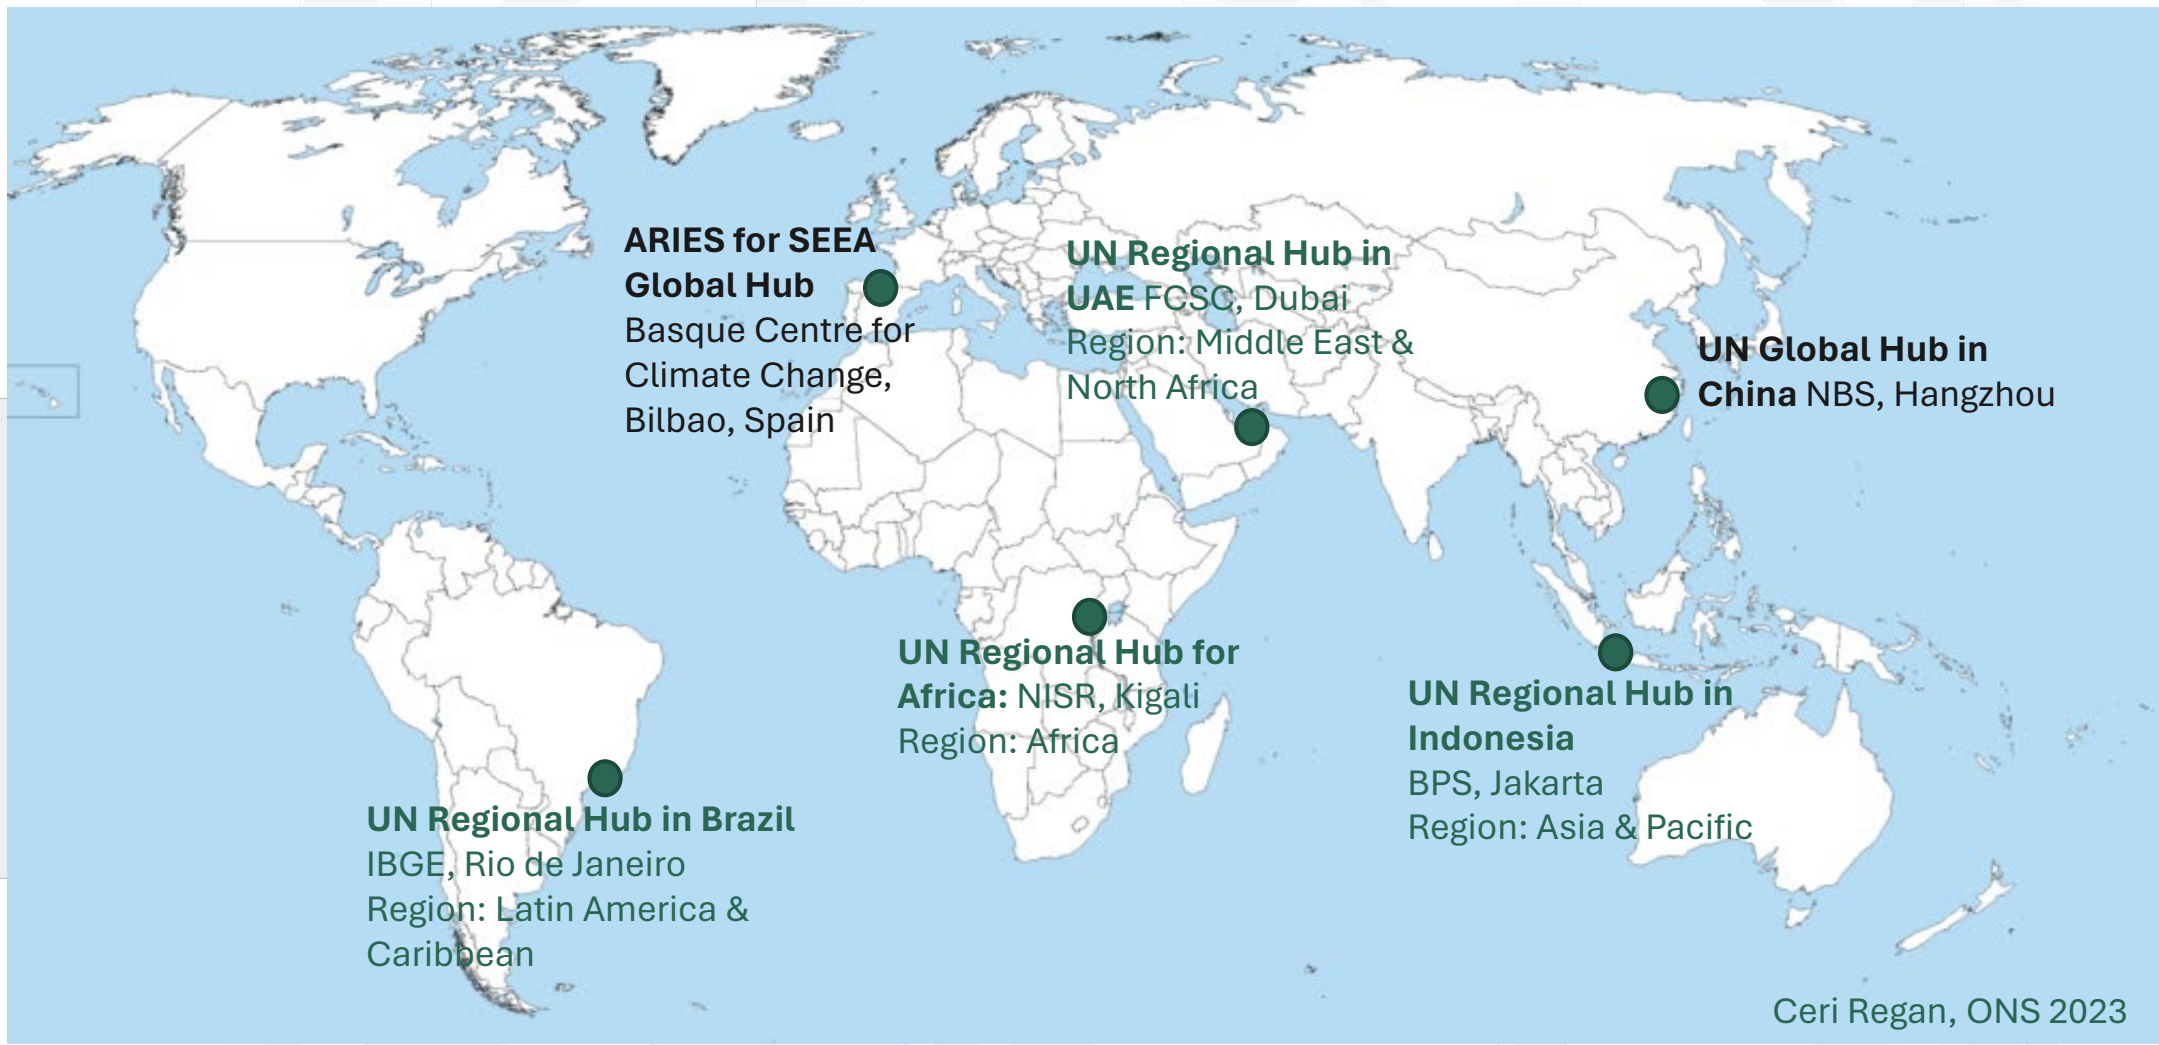 ARIES for SEEA
Global Hub
Basque Centre for
Climate Change,
Bilbao, Spain
UN Regional Hub in
UAE FCSC, Dubai
Region: Middle East &
North Africa
UN Global Hub in
China NBS, Hangzhou
UN Regional Hub for
Africa: NISR, Kigali
Region: Africa
UN Regional Hub in
Indonesia
BPS, Jakarta
Region: Asia & Pacific
UN Regional Hub in Brazil
IBGE, Rio de Janeiro
Region: Latin America &
Caribbean
Ceri Regan, ONS 2023